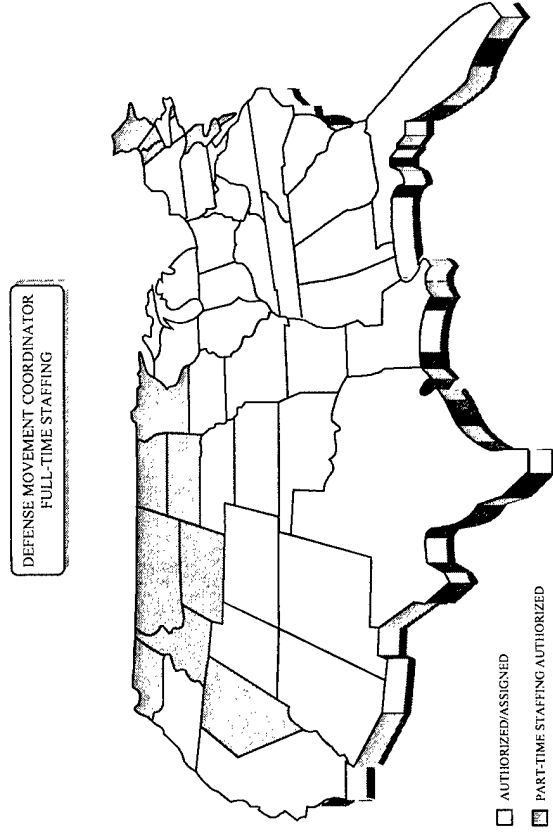 DEFENSE MOVEMENT COORDINATOR
FULL-TIME STAFFING
AUTHORIZED/ASSIGNED
PART-TIME STAFFING AUTHORIZED